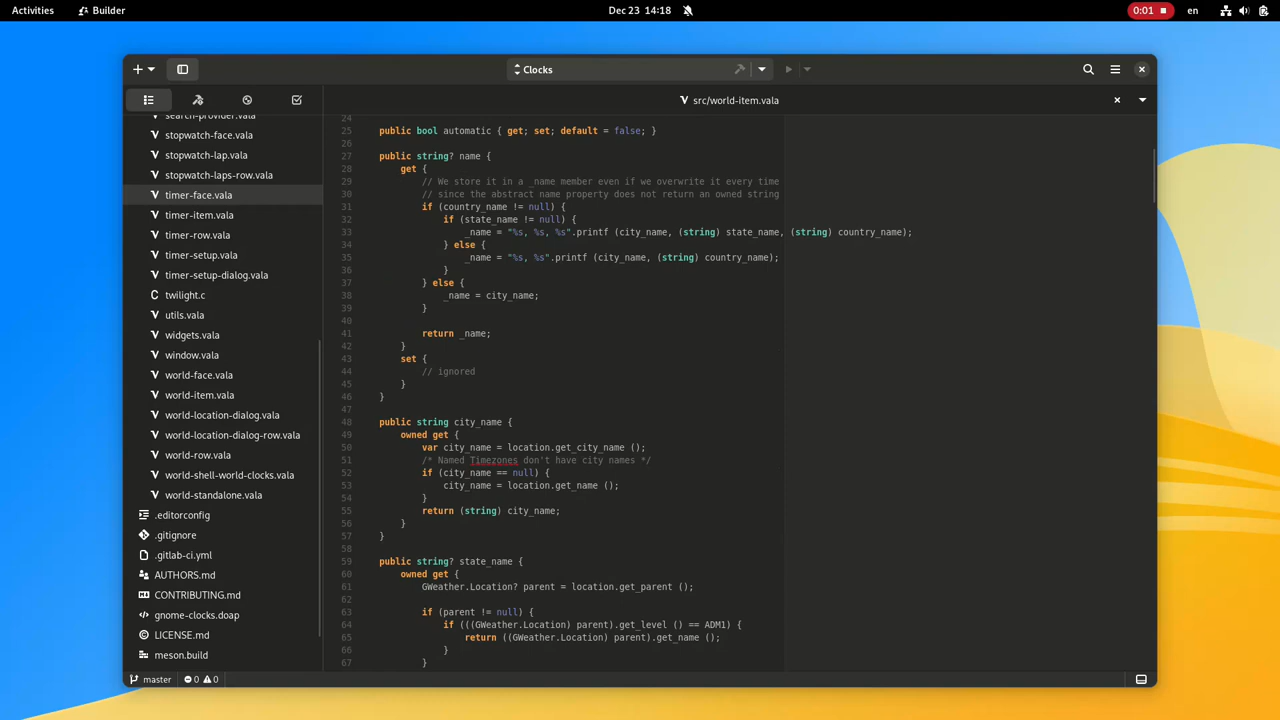 Activities
Builder
Dec 23 14:18
0:01
en
Clocks
src/world-item.vala
search-provider.vala
stopwatch-face.vala
stopwatch-lap.vala
stopwatch-laps-row.vala
timer-face.vala
timer-item.vala
timer-row.vala
timer-setup.vala
timer-setup-dialog.vala
C twilight.c
utils.vala
widgets.vala
window.vala
world-face.vala
world-item.vala
world-location-dialog.vala
world-location-dialog-row.vala
world-row.vala
world-shell-world-clocks.vala
world-standalone.vala
.editorconfig
.gitignore
.gitlab-ci.yml
AUTHORS.md
CONTRIBUTING.md
gnome-clocks.doap
LICENSE.md
meson.build
24
25 public bool automatic { get; set; default = false; }
26
27 public string? name {
28 get {
29 // We store it in a _name member even if we overwrite it every time
30 // since the abstract name property does not return an owned string
31 if (country_name != null) {
32 if (state_name != null) {
33 _name = "%s, %s, %s".printf (city_name, (string) state_name, (string) country_name);
34 } else {
35 _name = "%s, %s".printf (city_name, (string) country_name);
36 }
37 } else {
38 _name = city_name;
39 }
40
41 return _name;
42 }
43 set {
44 // ignored
45 }
46 }
47
48 public string city_name {
49 owned get {
50 var city_name = location.get_city_name ();
51 /* Named Timezones don't have city names */
52 if (city_name == null) {
53 city_name = location.get_name ();
54 }
55 return (string) city_name;
56 }
57 }
58
59 public string? state_name {
60 owned get {
61 GWeather.Location? parent = location.get_parent ();
62
63 if (parent != null) {
64 if (((GWeather.Location) parent).get_level () == ADM1) {
65 return ((GWeather.Location) parent).get_name ();
66 }
67 }
master
0 0